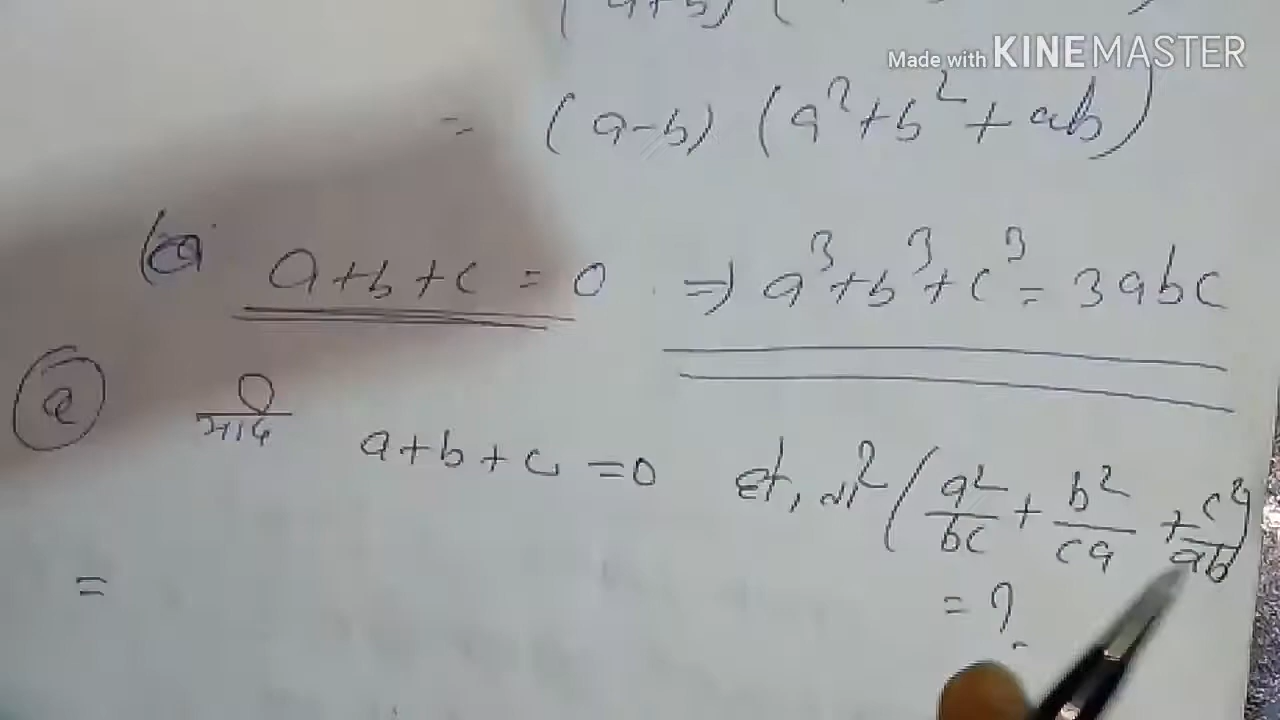 Made with KINEMASTER
(a+b) (
= (a-b) (a²+b²+ab)
a+b+c = 0 ⇒ a³+b³+c³ = 3abc
a+b+c =0 (a²/bc + b²/ca + c²/ab)
= = ?